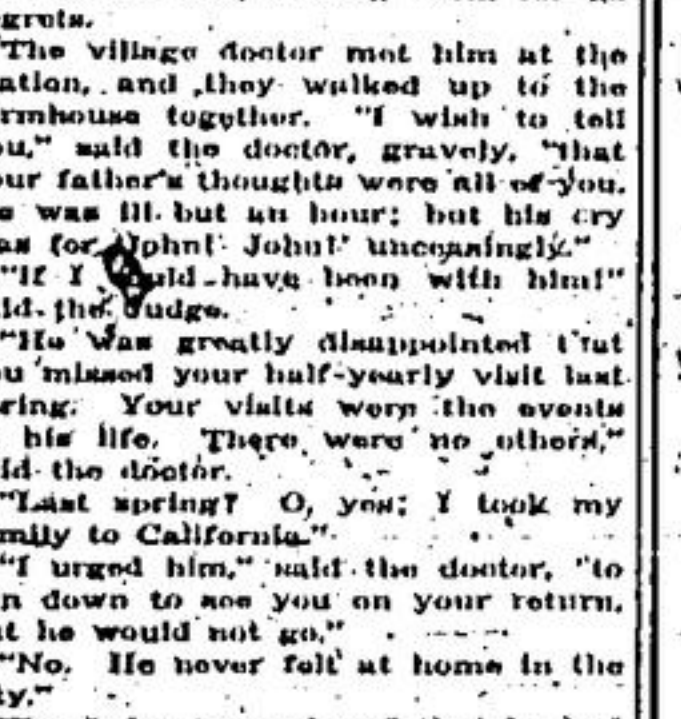 grets.
The village doctor met him at the
ation, and they walked up to the
rmhouse together. "I wish to tell
ou," said the doctor, gravely, "that
our father's thoughts were all of you.
e was ill but an hour; but his cry
as for 'John! John!' unceasingly."
"If I could have been with him!"
id the Judge.
"He was greatly disappointed that
ou missed your half-yearly visit last
ring. Your visits were the events
his life. There were no others,"
id the doctor.
"Last spring? O, yes; I took my
mily to California."
"I urged him," said the doctor, "to
n down to see you on your return,
t he would not go."
"No. He never felt at home in the
ty."